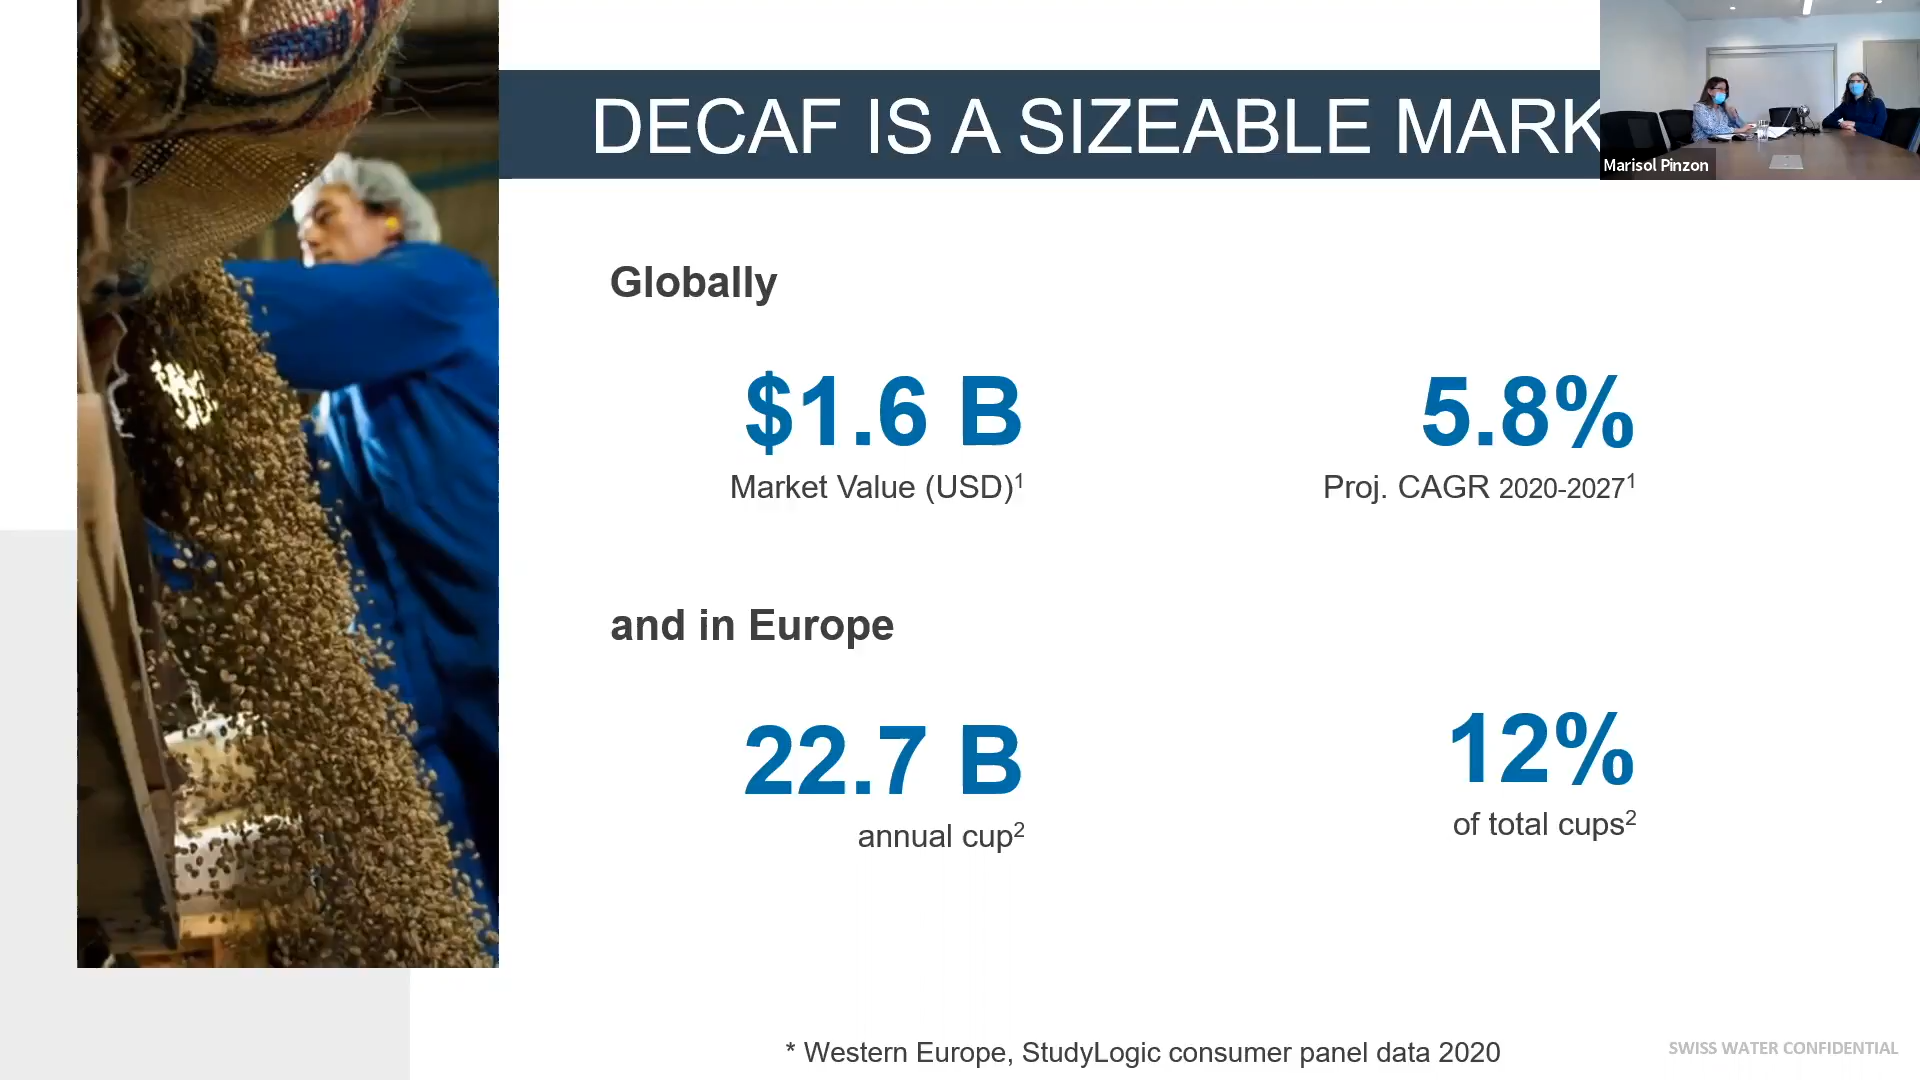 DECAF IS A SIZEABLE MARK
Marisol Pinzon
Globally
$1.6 B
Market Value (USD)1
5.8%
Proj. CAGR 2020-20271
and in Europe
22.7 B
annual cup2
12%
of total cups2
* Western Europe, StudyLogic consumer panel data 2020
SWISS WATER CONFIDENTIAL